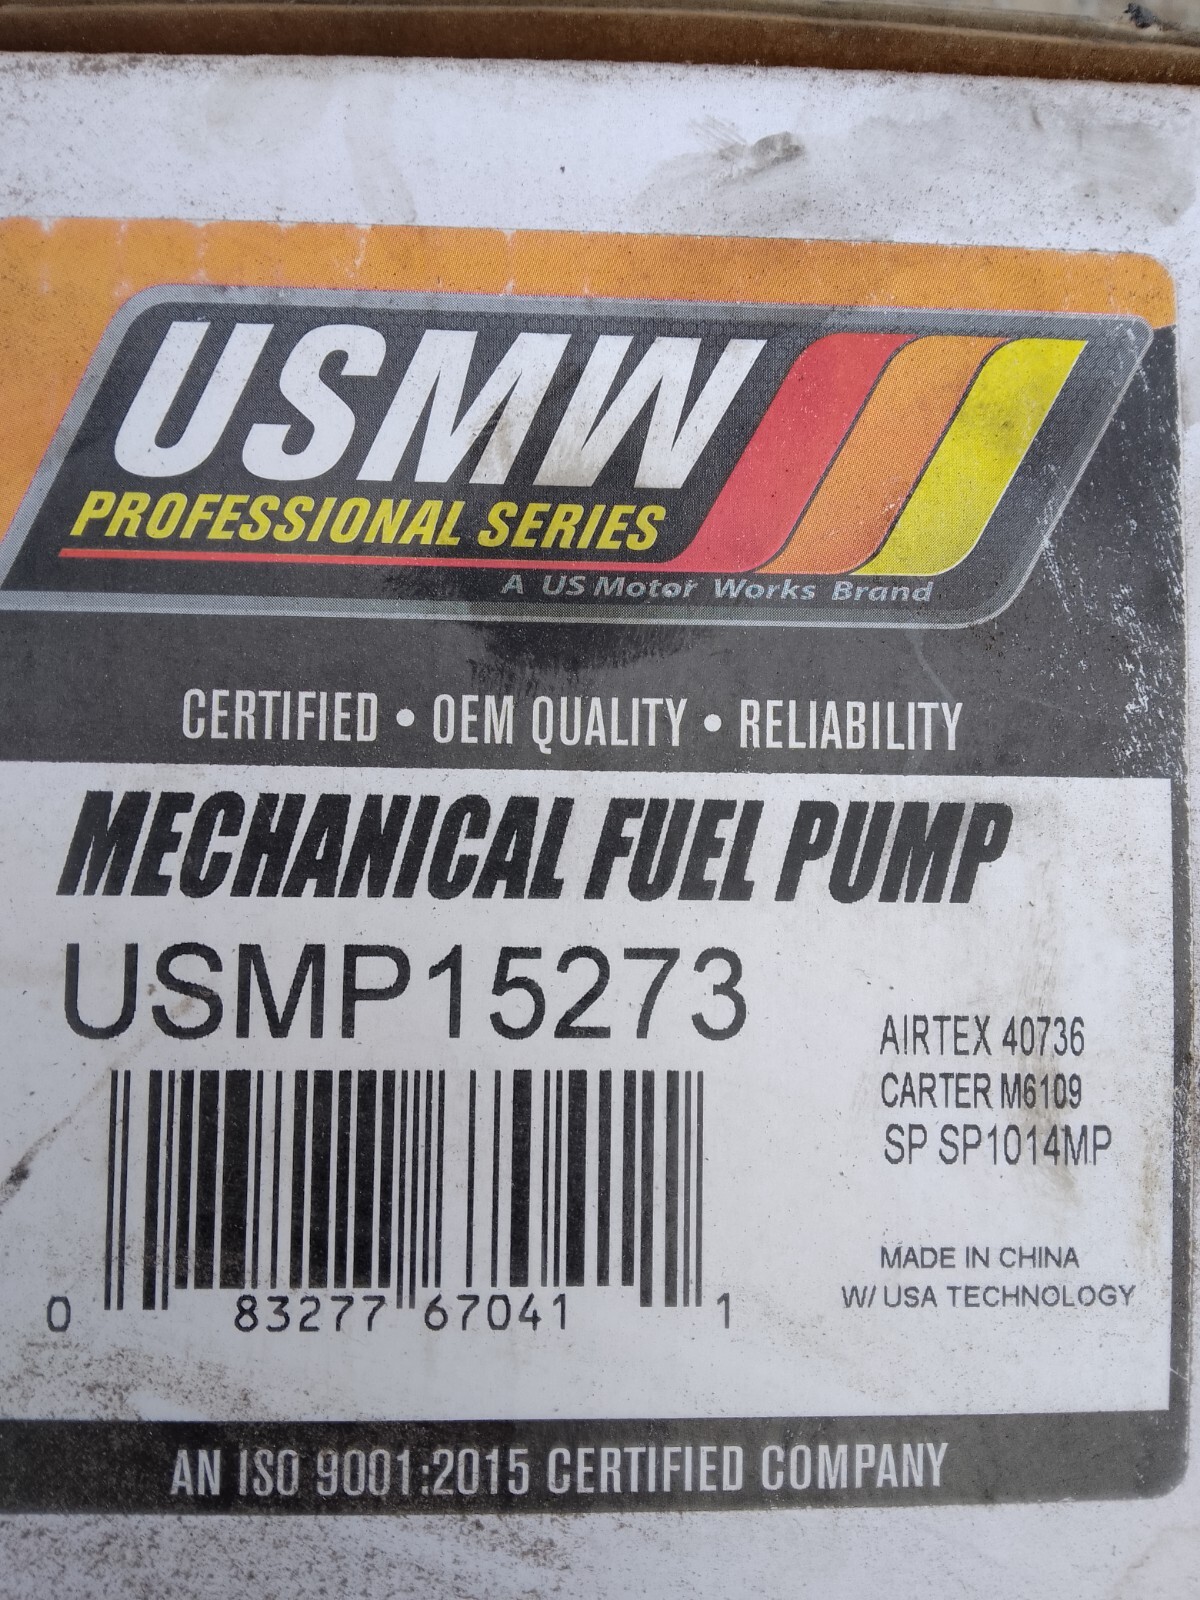 USMW
PROFESSIONAL SERIES
A US Motor Works Brand
CERTIFIED • OEM QUALITY • RELIABILITY
MECHANICAL FUEL PUMP
USMP15273
AIRTEX 40736
CARTER M6109
SP SP1014MP
MADE IN CHINA
W/ USA TECHNOLOGY
0 83277 67041 1
AN ISO 9001:2015 CERTIFIED COMPANY